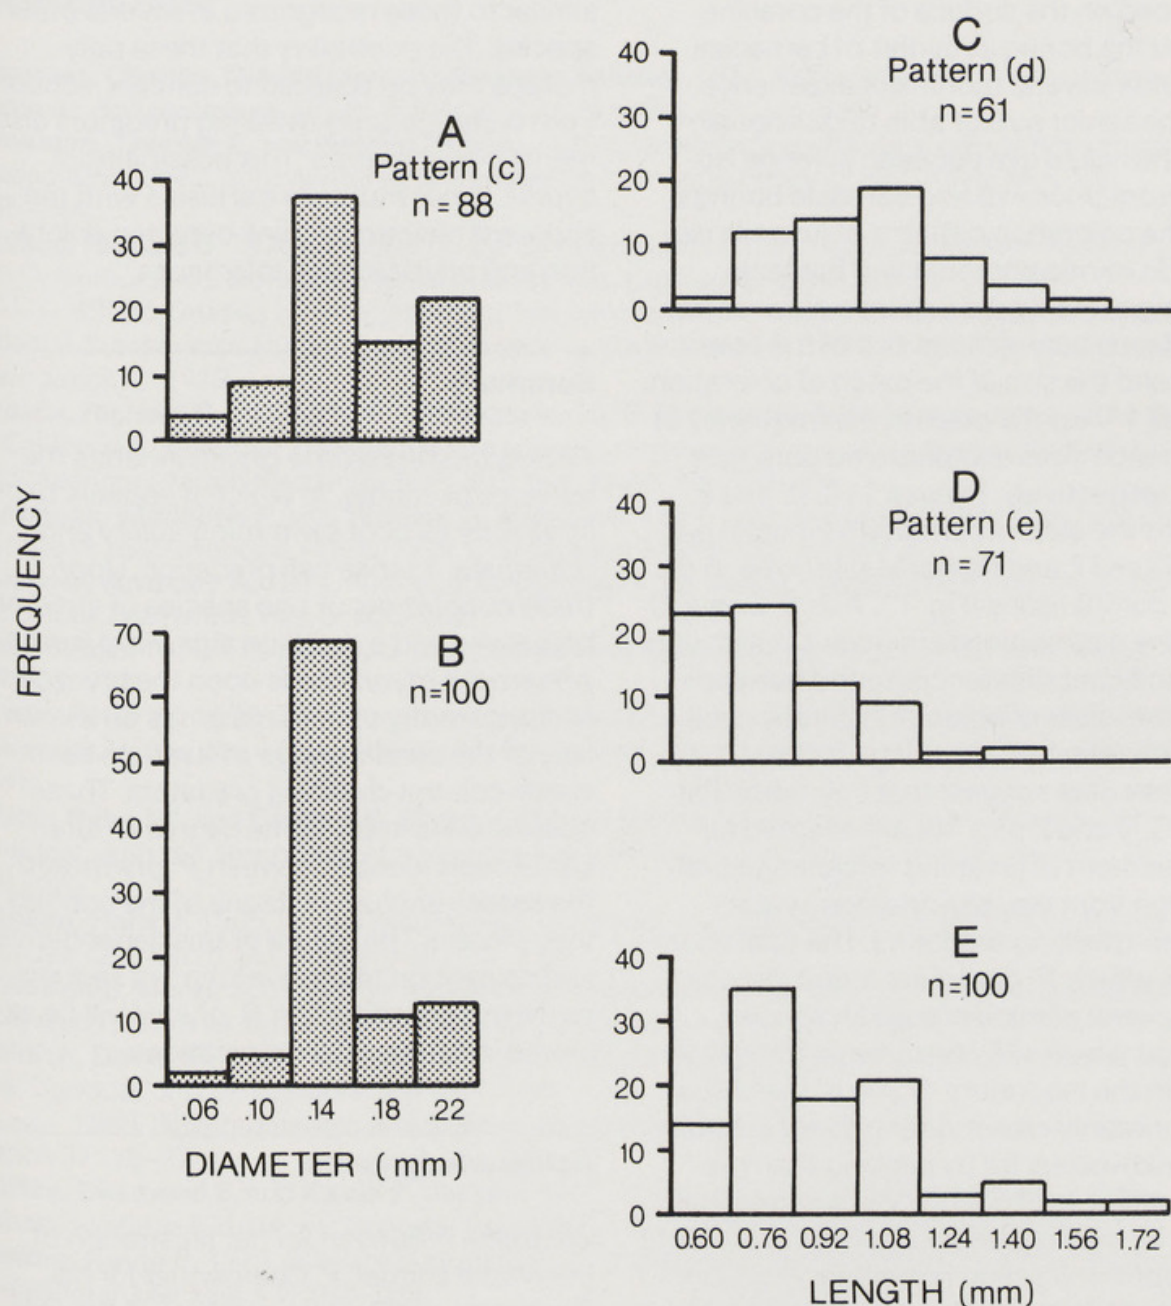 A
Pattern (c)
n=88
40
30
20
10
0
FREQUENCY
B
n=100
70
60
50
40
30
20
10
0
.06 .10 .14 .18 .22
DIAMETER (mm)
C
Pattern (d)
n=61
40
30
20
10
0
D
Pattern (e)
n=71
40
30
20
10
0
E
n=100
40
30
20
10
0
0.60 0.76 0.92 1.08 1.24 1.40 1.56 1.72
LENGTH (mm)